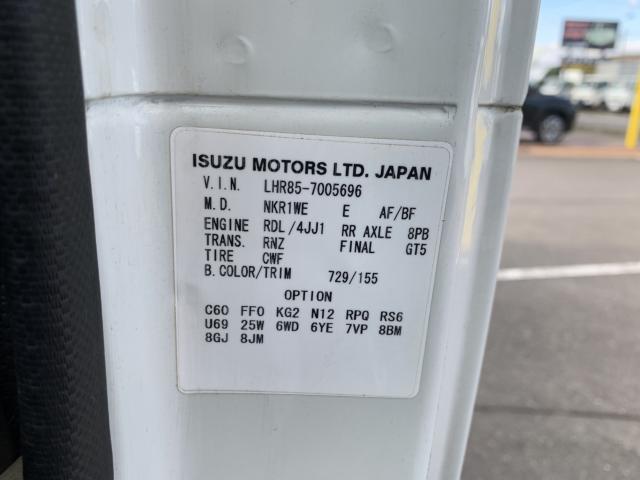 ISUZU MOTORS LTD. JAPAN
V.I.N. LHR85-7005696
M.D. NKR1WE E AF/BF
ENGINE RDL/4JJ1 RR AXLE 8PB
TRANS. RNZ FINAL GT5
TIRE CWF
B.COLOR/TRIM 729/155
OPTION
C60 FF0 KG2 N12 RPQ RS6
U69 25W 6WD 6YE 7VP 8BM
8GJ 8JM